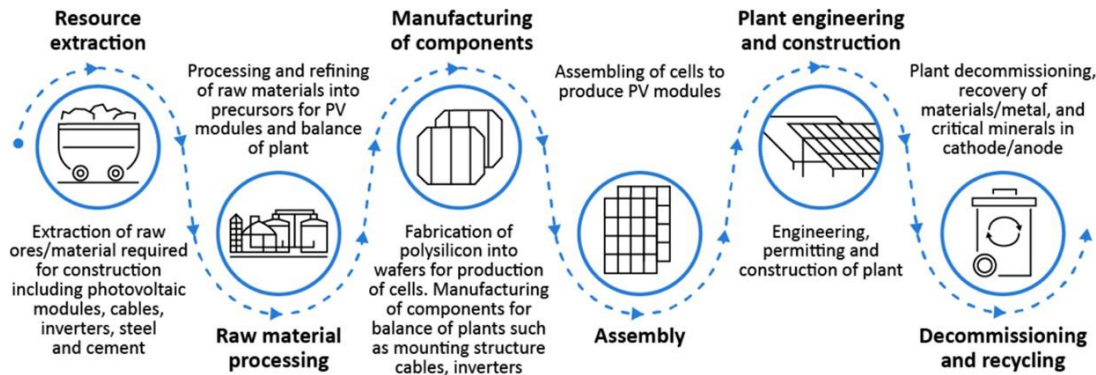 Resource
extraction
Extraction of raw
ores/material required
for construction
including photovoltaic
modules, cables,
inverters, steel
and cement
Processing and refining
of raw materials into
precursors for PV
modules and balance
of plant
Raw material
processing
Manufacturing
of components
Fabrication of
polysilicon into
wafers for production
of cells. Manufacturing
of components for
balance of plants such
as mounting structure
cables, inverters
Assembling of cells to
produce PV modules
Assembly
Plant engineering
and construction
Engineering,
permitting and
construction of plant
Plant decommissioning,
recovery of
materials/metal, and
critical minerals in
cathode/anode
Decommissioning
and recycling